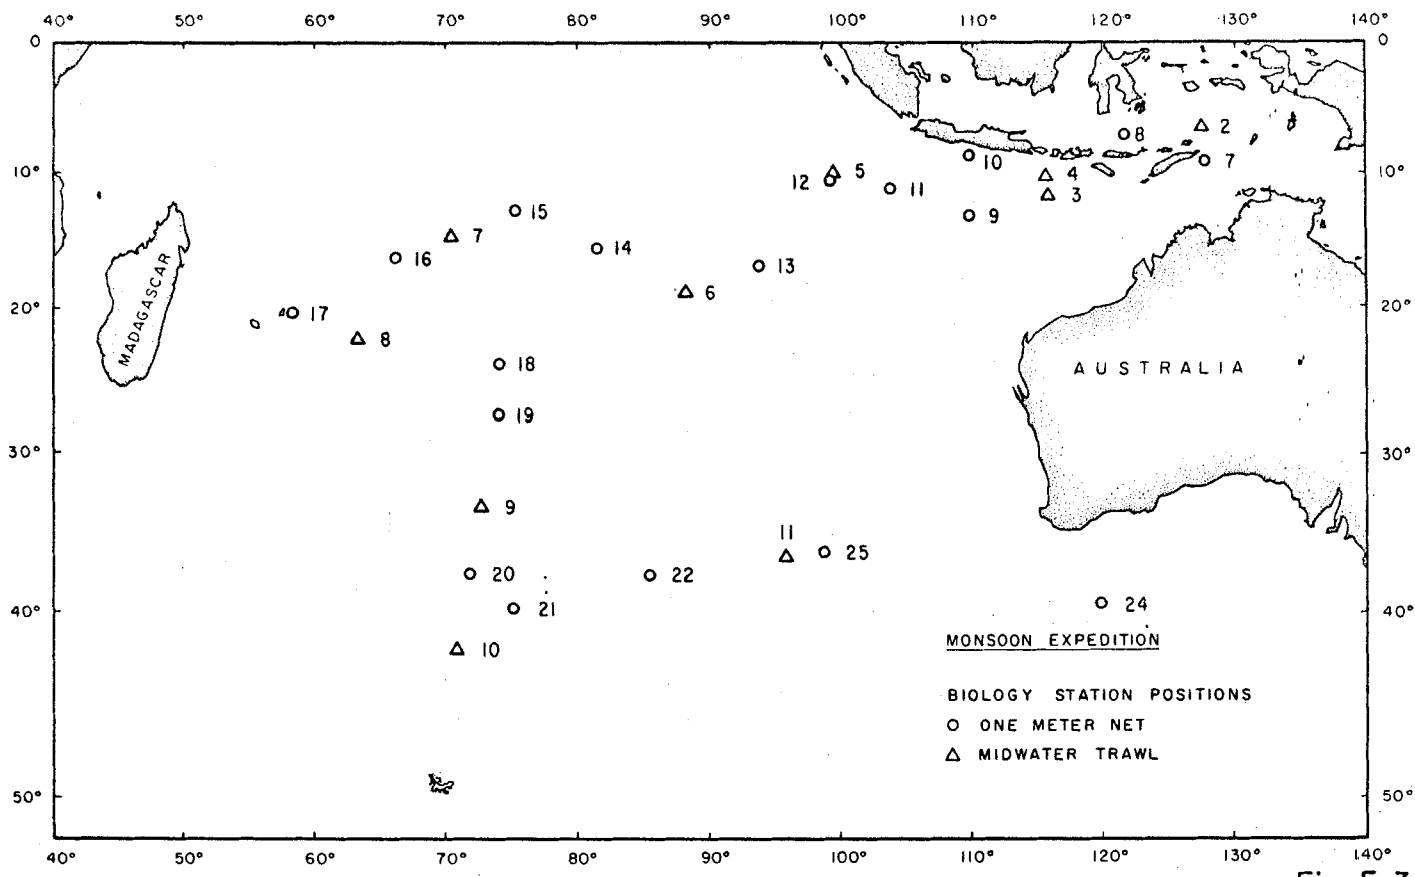 40° 50° 60° 70° 80° 90° 100° 110° 120° 130° 140°
0 0
8 2
10 7
10° 12 5 11 4 10°
3
15 9
7 14
16 13
6
MADAGASCAR
20° 17 20°
8
18 AUSTRALIA
19
30° 30°
9
11
25
20 22
40° 21 24 40°
10 MONSOON EXPEDITION
BIOLOGY STATION POSITIONS
O ONE METER NET
△ MIDWATER TRAWL
50° 50°
40° 50° 60° 70° 80° 90° 100° 110° 120° 130° 140°